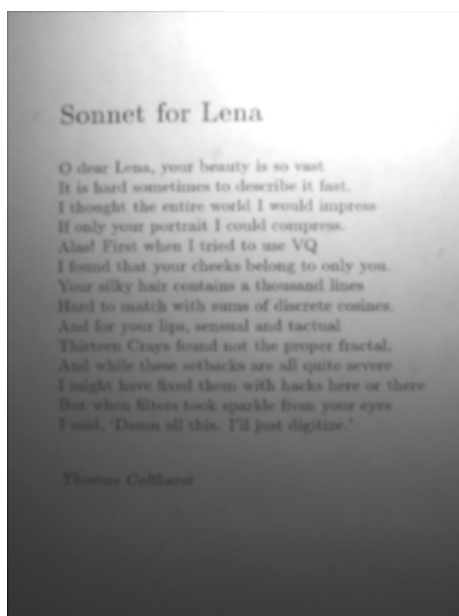 Sonnet for Lena
O dear Lena, your beauty is so vast
It is hard sometimes to describe it fast.
I thought the entire world I would impress
If only your portrait I could compress.
Alas! First when I tried to use VQ
I found that your cheeks belong to only you.
Your silky hair contains a thousand lines
Hard to match with sums of discrete cosines.
And for your lips, sensual and tactual
Thirteen Crays found not the proper fractal.
And while these setbacks are all quite severe
I might have fixed them with hacks here or there
But when filters took sparkle from your eyes
I said, ‘Damn all this. I'll just digitize.’
Thomas Colthurst